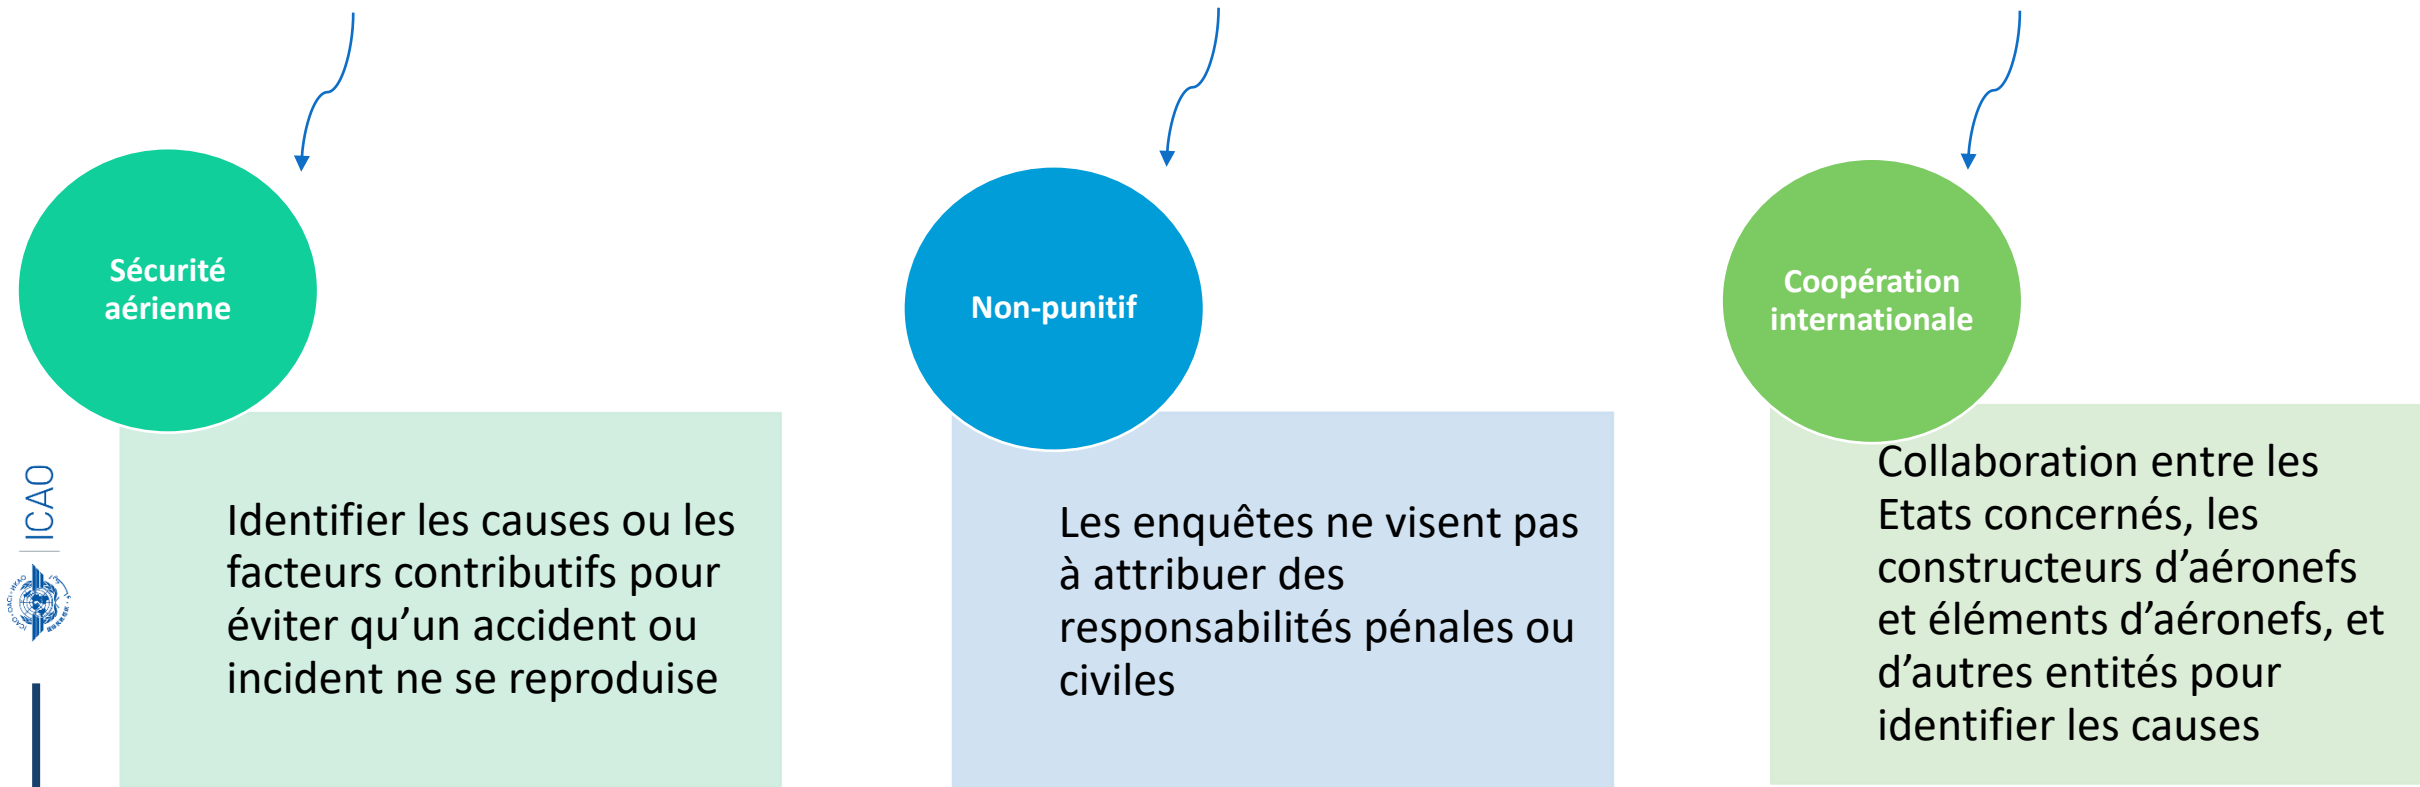 Sécurité
aérienne
Identifier les causes ou les
facteurs contributifs pour
éviter qu’un accident ou
incident ne se reproduise
Non-punitif
Les enquêtes ne visent pas
à attribuer des
responsabilités pénales ou
civiles
Coopération
internationale
Collaboration entre les
Etats concernés, les
constructeurs d’aéronefs
et éléments d’aéronefs, et
d’autres entités pour
identifier les causes
ICAO